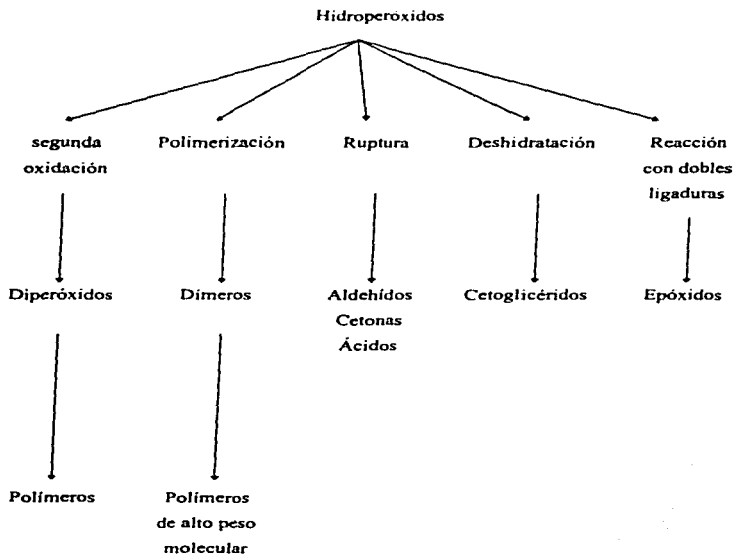 Hidroperóxidos
segunda
oxidación
Polimerización
Ruptura
Deshidratación
Reacción
con dobles
ligaduras
Diperóxidos
Dímeros
Aldehídos
Cetonas
Ácidos
Cetoglicéridos
Epóxidos
Polímeros
Polímeros
de alto peso
molecular